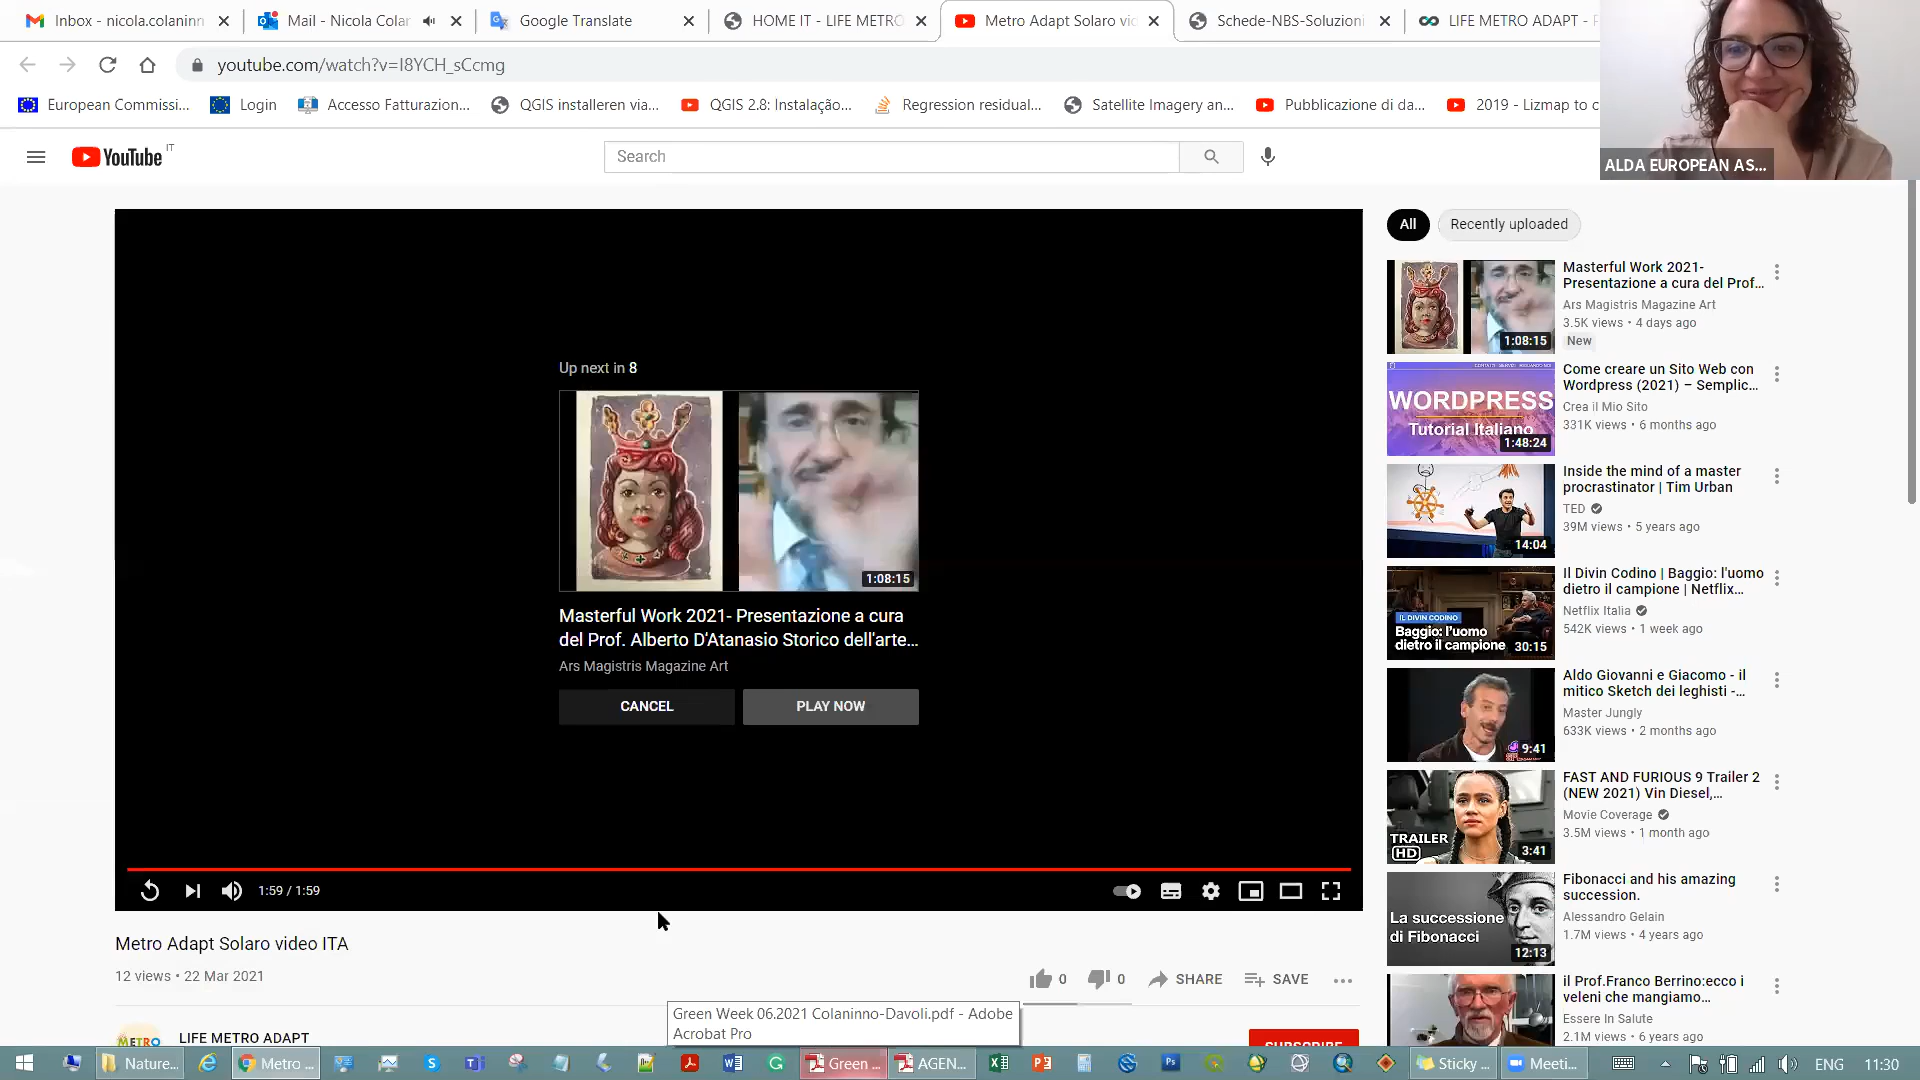 Inbox - nicola.colaninn
Mail - Nicola Colar
Google Translate
HOME IT - LIFE METRO
Metro Adapt Solaro vid
Schede-NBS-Soluzioni
LIFE METRO ADAPT -
youtube.com/watch?v=I8YCH_sCcmg
European Commissi...
Login
Accesso Fatturazion...
QGIS installeren via...
QGIS 2.8: Instalação...
Regression residual...
Satellite Imagery an...
Pubblicazione di da...
2019 - Lizmap to c
ALDA EUROPEAN AS...
YouTube IT
Search
Up next in 8
1:08:15
Masterful Work 2021- Presentazione a cura
del Prof. Alberto D'Atanasio Storico dell'arte...
Ars Magistris Magazine Art
CANCEL
PLAY NOW
1:59 / 1:59
Metro Adapt Solaro video ITA
12 views • 22 Mar 2021
0
0
SHARE
SAVE
METRO
LIFE METRO ADAPT
SUBSCRIBE
Green Week 06.2021 Colaninno-Davoli.pdf - Adobe
Acrobat Pro
All
Recently uploaded
1:08:15
Masterful Work 2021-
Presentazione a cura del Prof...
Ars Magistris Magazine Art
3.5K views • 4 days ago
New
WORDPRESS
Tutorial Italiano
1:48:24
Come creare un Sito Web con
Wordpress (2021) – Semplic...
Crea il Mio Sito
331K views • 6 months ago
14:04
Inside the mind of a master
procrastinator | Tim Urban
TED
39M views • 5 years ago
IL DIVIN CODINO
Baggio: l'uomo
dietro il campione
30:15
Il Divin Codino | Baggio: l'uomo
dietro il campione | Netflix...
Netflix Italia
542K views • 1 week ago
9:41
Aldo Giovanni e Giacomo - il
mitico Sketch dei leghisti -...
Master Jungly
633K views • 2 months ago
TRAILER
HD
3:41
FAST AND FURIOUS 9 Trailer 2
(NEW 2021) Vin Diesel,...
Movie Coverage
3.5M views • 1 month ago
La successione
di Fibonacci
12:13
Fibonacci and his amazing
succession.
Alessandro Gelain
1.7M views • 4 years ago
il Prof.Franco Berrino:ecco i
veleni che mangiamo...
Essere In Salute
2.1M views • 6 years ago
Nature...
Metro ...
Green ...
AGEN...
Sticky ...
Meeti...
ENG
11:30